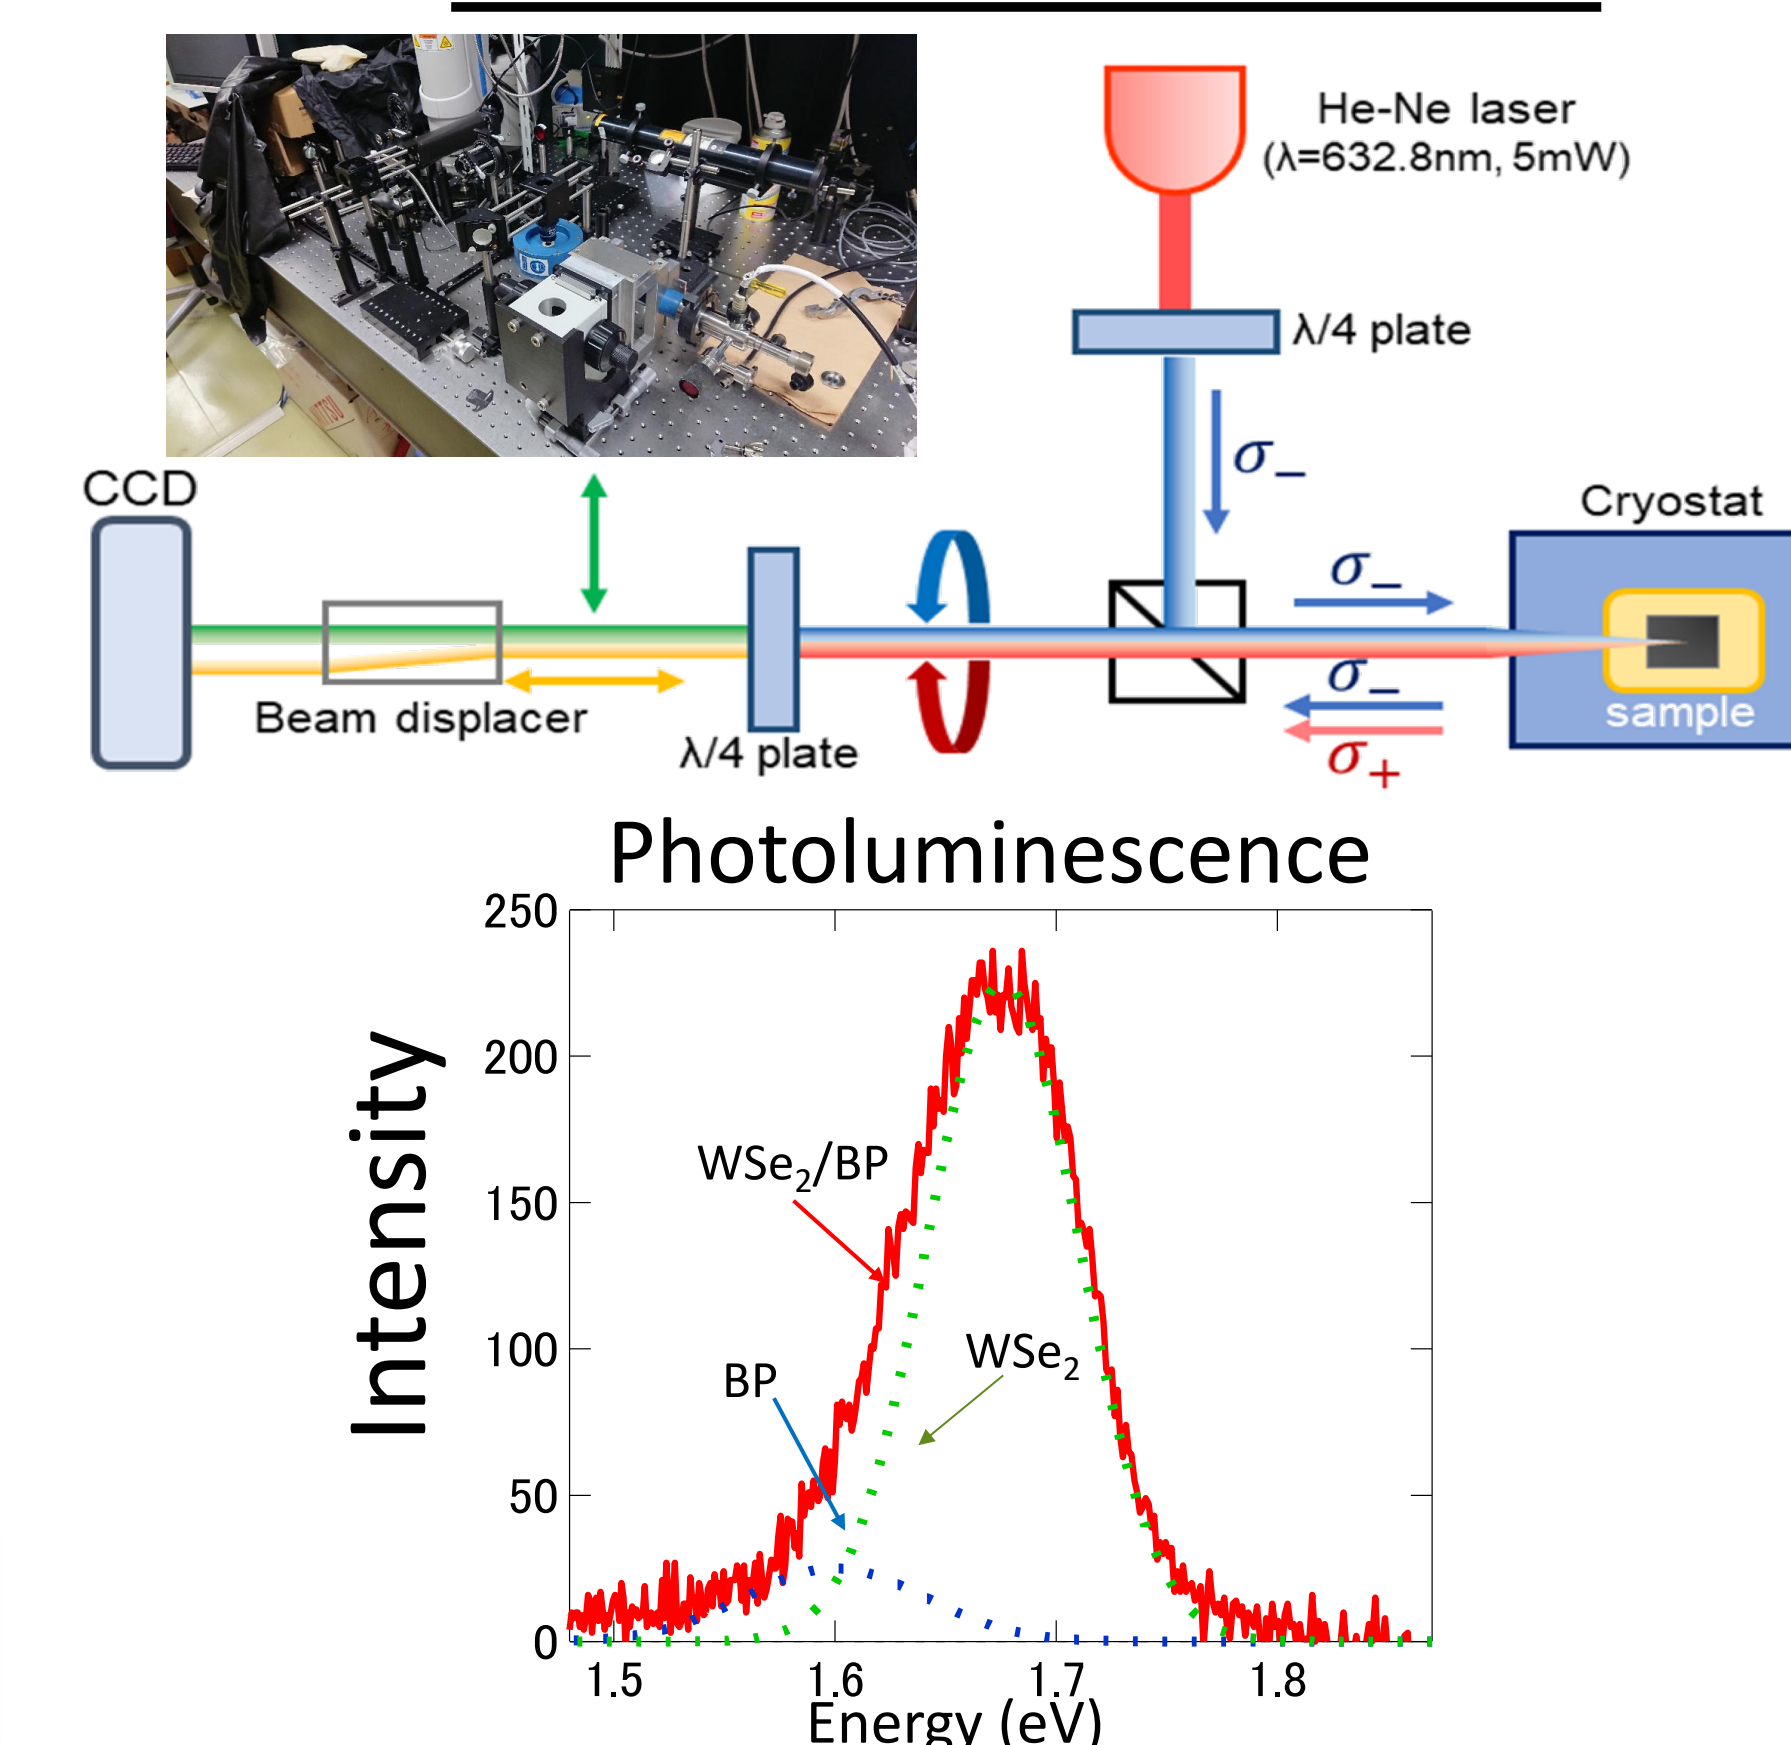 He-Ne laser
(λ=632.8nm, 5mW)
λ/4 plate
σ−
CCD
Cryostat
σ−
σ−
σ+
sample
Beam displacer
λ/4 plate
Photoluminescence
Intensity
250
200
150
100
50
0
WSe₂/BP
WSe₂
BP
1.5 1.6 1.7 1.8
Energy (eV)